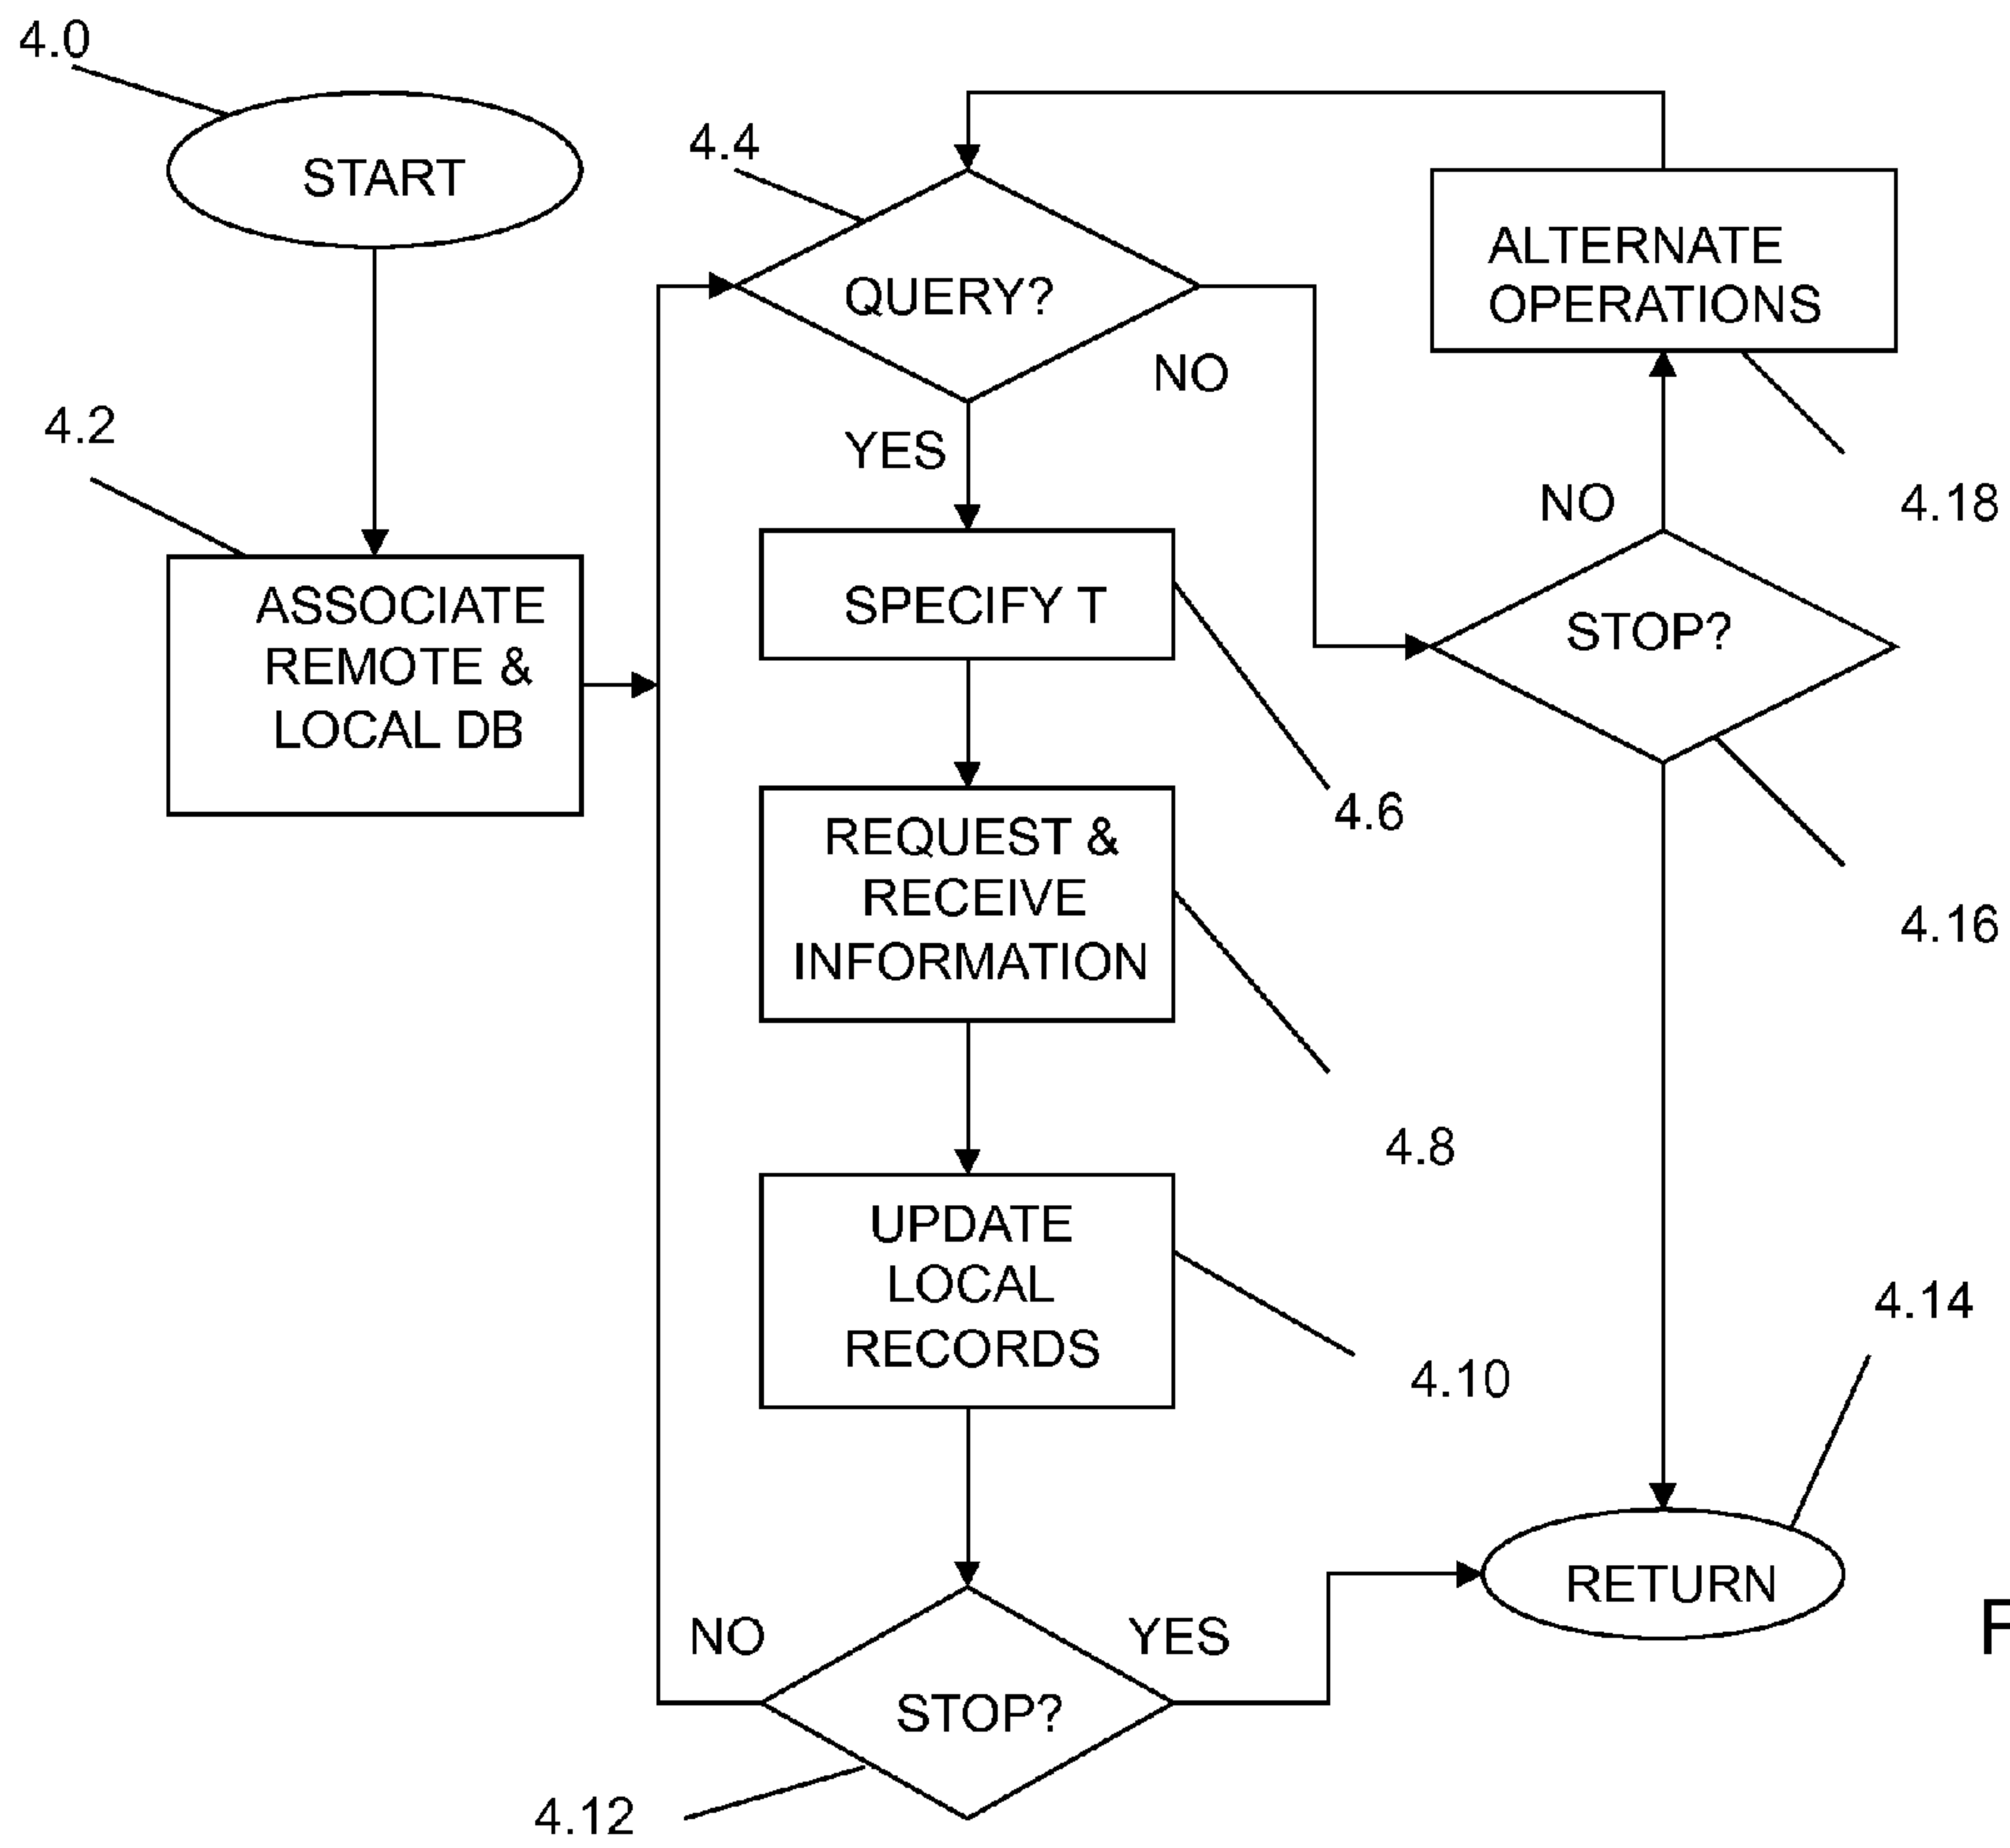 4.0
START
4.2
ASSOCIATE
REMOTE &
LOCAL DB
4.4
QUERY?
NO
YES
SPECIFY T
4.6
REQUEST &
RECEIVE
INFORMATION
4.8
UPDATE
LOCAL
RECORDS
4.10
NO
STOP?
YES
4.12
ALTERNATE
OPERATIONS
4.18
NO
STOP?
4.16
4.14
RETURN